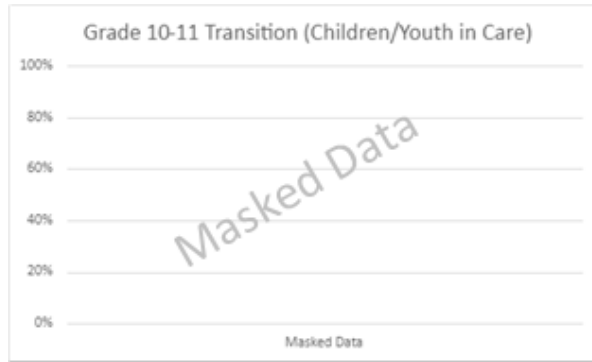 Grade 10-11 Transition (Children/Youth in Care)
100%
80%
60%
40%
20%
0%
Masked Data
Masked Data